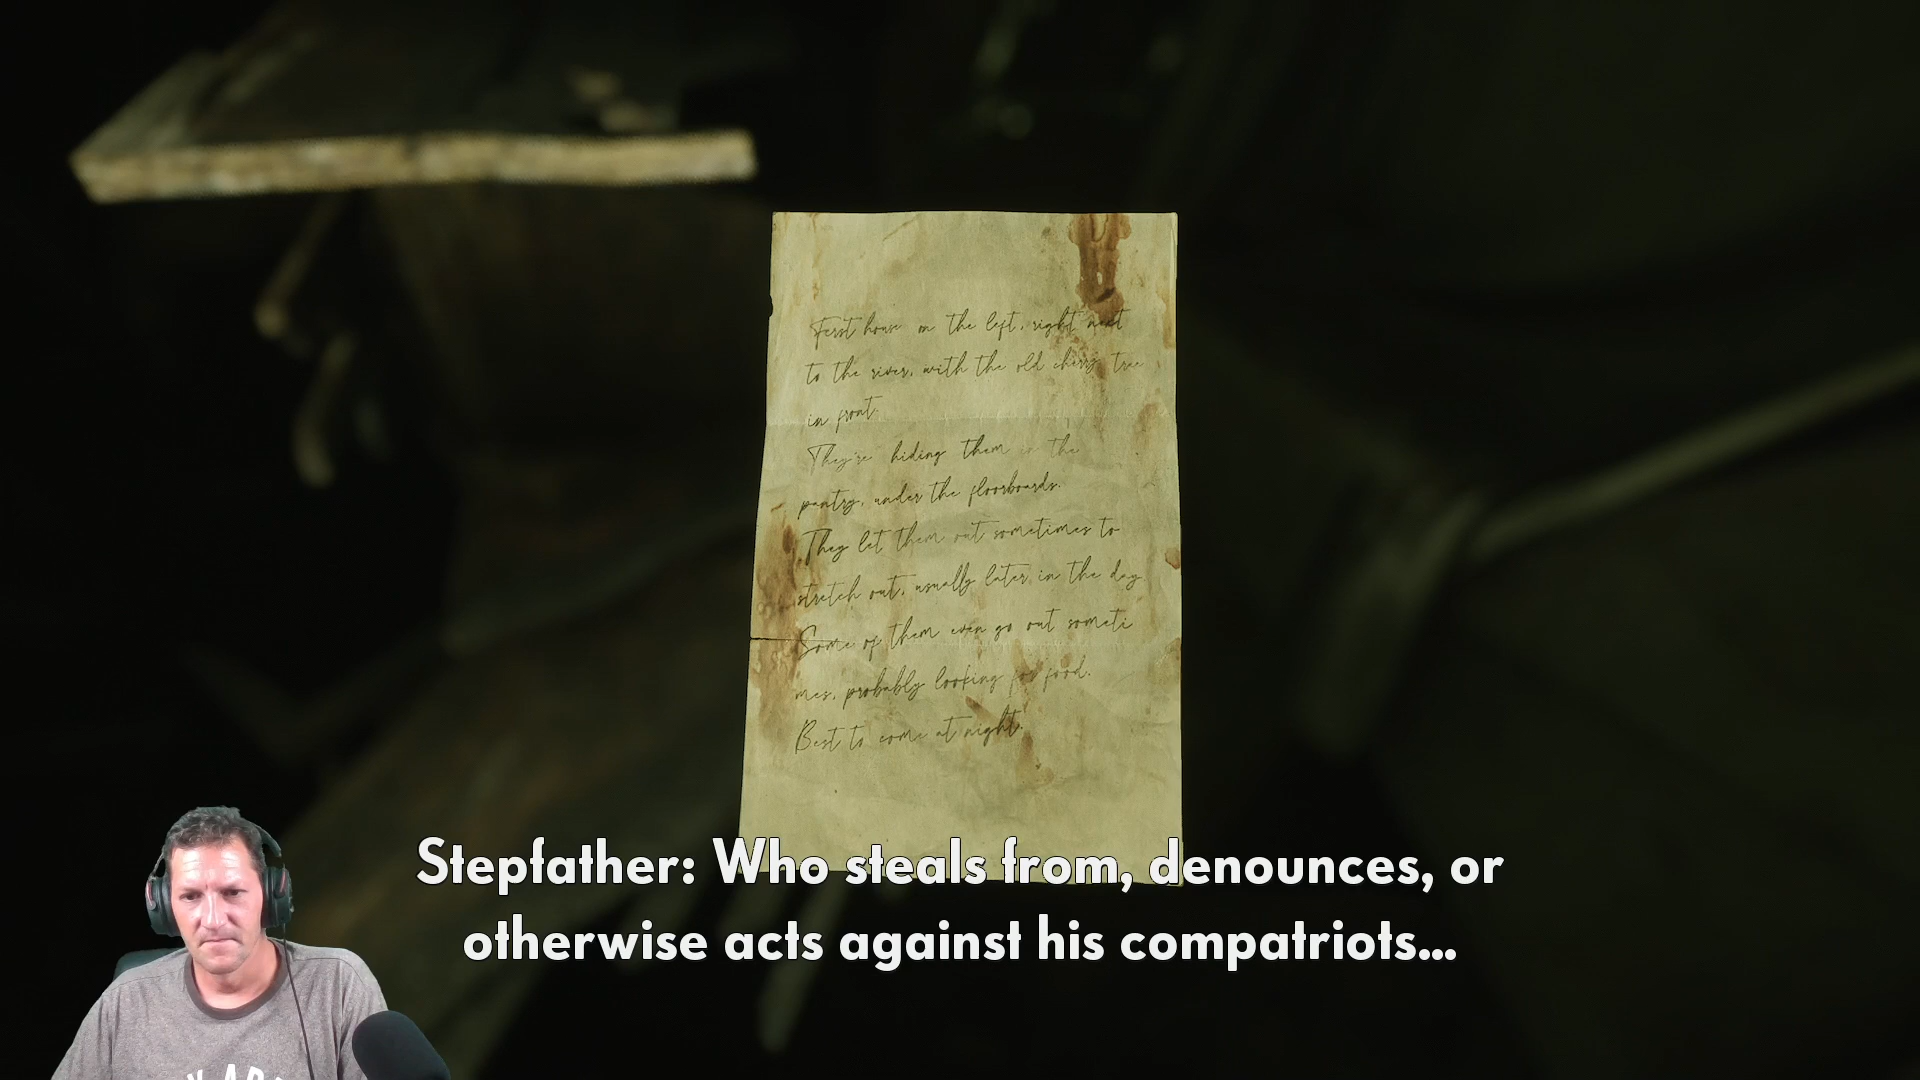 First house on the left, right next
to the river, with the old cherry tree
in front.
They're hiding them in the
pantry, under the floorboards.
They let them out sometimes to
stretch out, usually later in the day.
Some of them even go out someti
mes, probably looking for food.
Best to come at night.
Stepfather: Who steals from, denounces, or
otherwise acts against his compatriots...